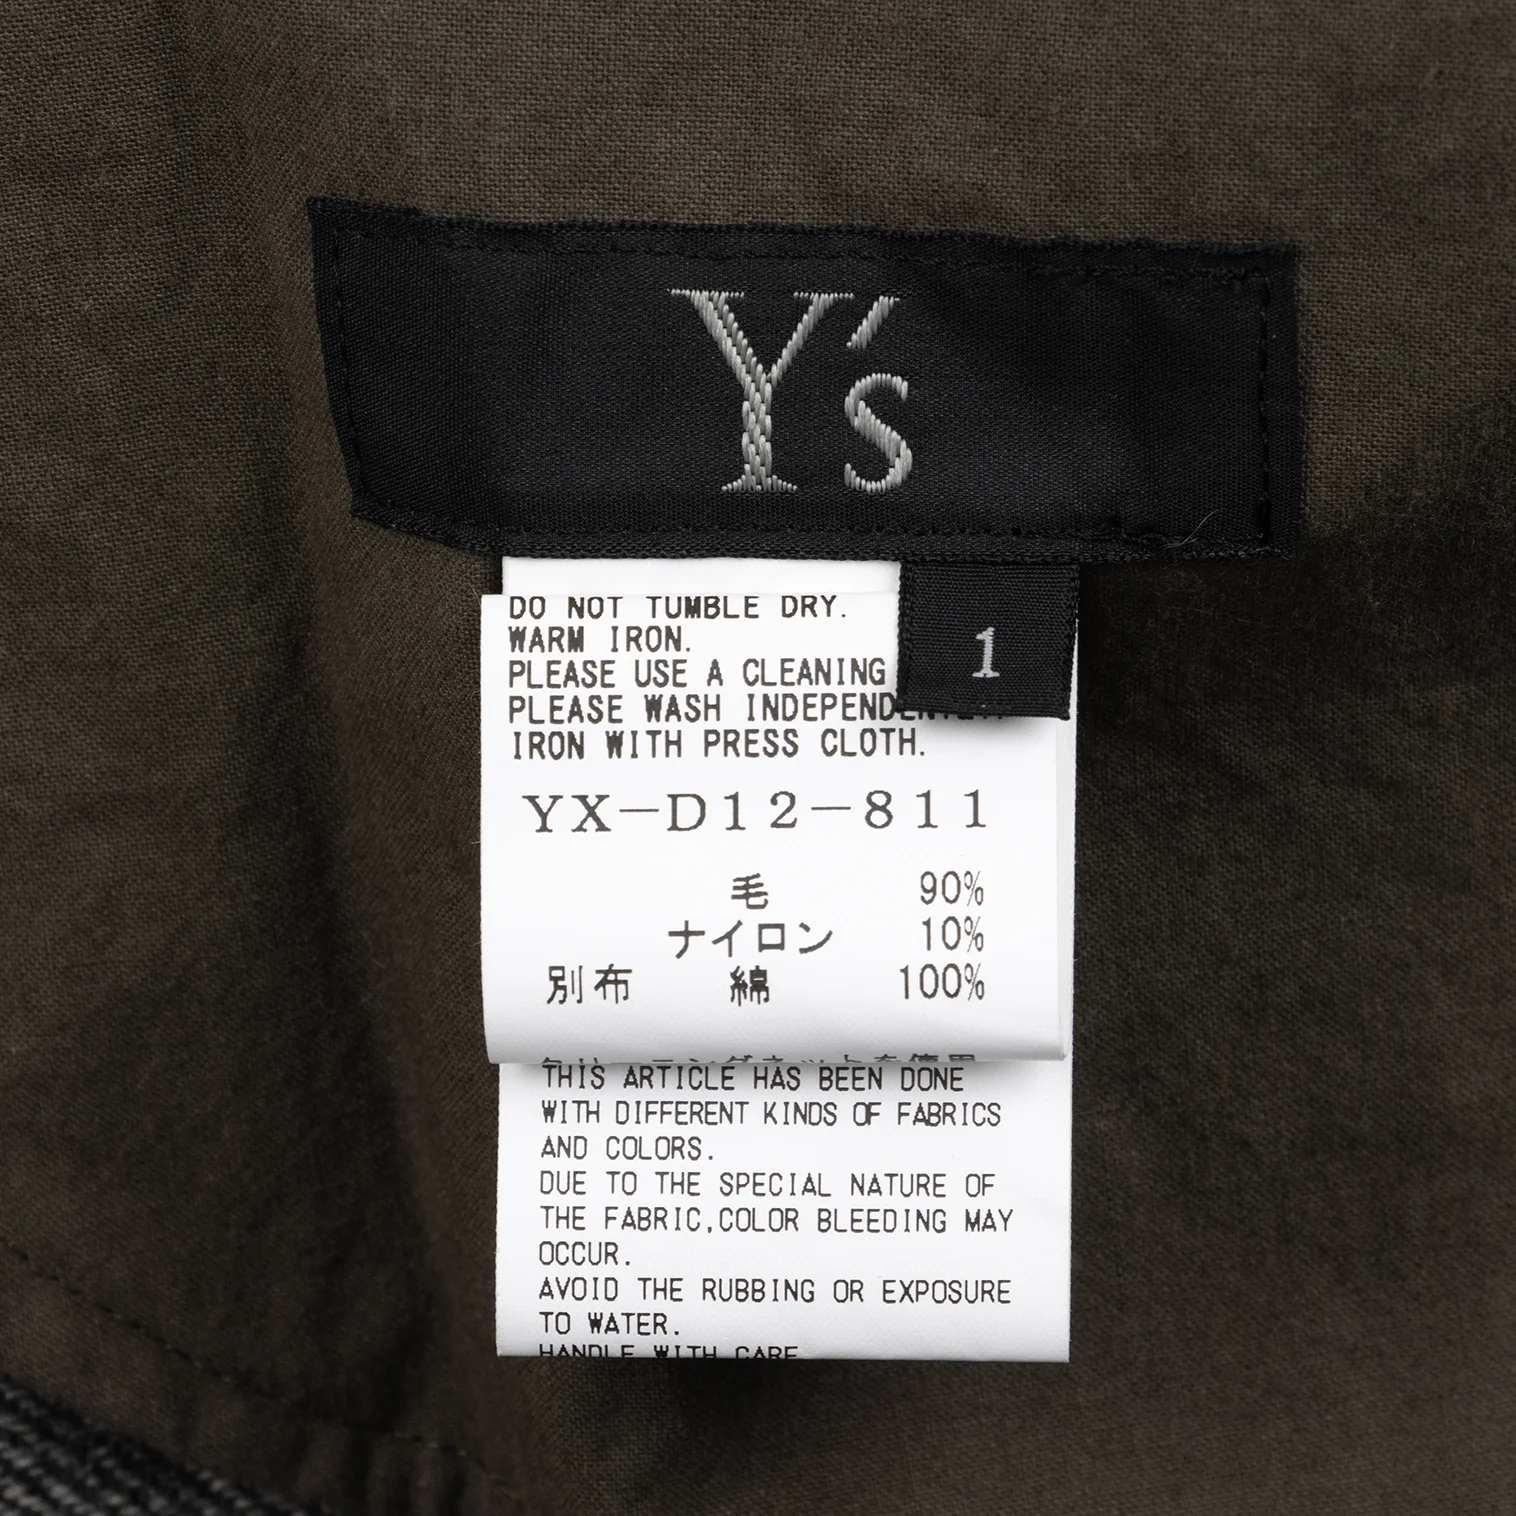 Y's
1
DO NOT TUMBLE DRY.
WARM IRON.
PLEASE USE A CLEANING
PLEASE WASH
IRON WITH PRESS CLOTH.
YX-D12-811
毛 90%
ナイロン 10%
別布 綿 100%
THIS ARTICLE HAS BEEN DONE
WITH DIFFERENT KINDS OF FABRICS
AND COLORS.
DUE TO THE SPECIAL NATURE OF
THE FABRIC,COLOR BLEEDING MAY
OCCUR.
AVOID THE RUBBING OR EXPOSURE
TO WATER.
HANDLE WITH CARE